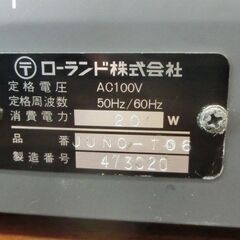 〒 ローランド株式会社
定格電圧 AC100V
定格周波数 50Hz/60Hz
消費電力 20 W
品番 JUNO-106
製造番号 473020